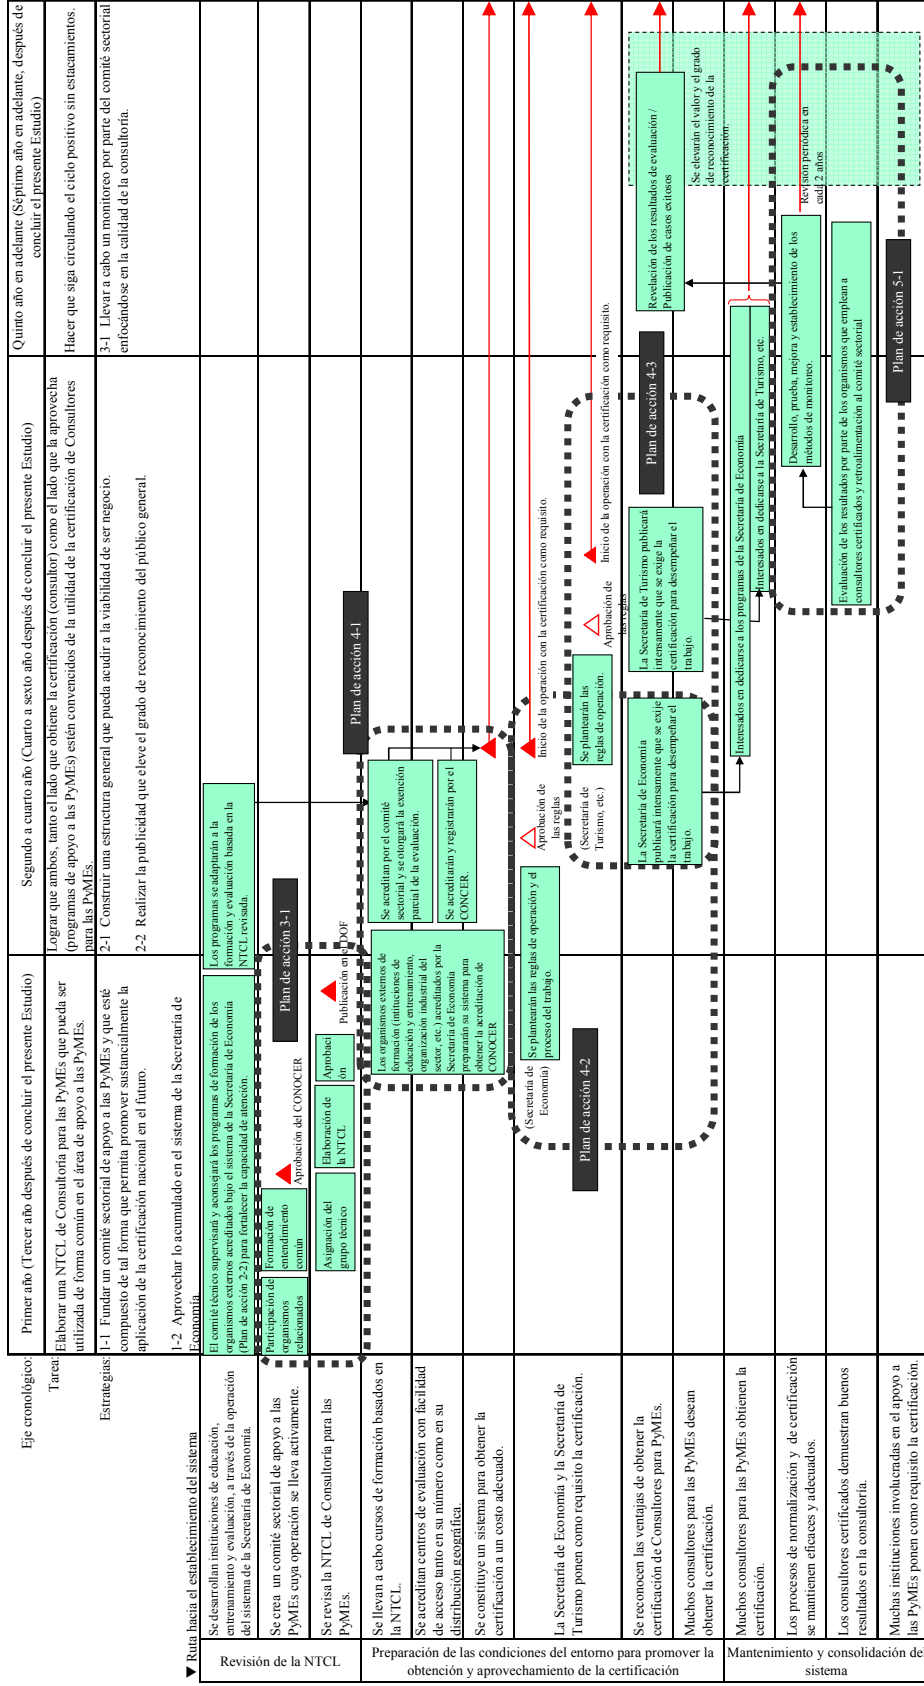 Eje cronológico:
Primer año (Tercer año después de concluir el presente Estudio)
Segundo a cuarto año (Cuarto a sexto año después de concluir el presente Estudio)
Quinto año en adelante (Séptimo año en adelante, después de
concluir el presente Estudio)
Tarea:
Elaborar una NTCL de Consultoría para las PyMEs que pueda ser
utilizada de forma común en el área de apoyo a las PyMEs.
Lograr que ambos, tanto el lado que obtiene la certificación (consultor) como el lado que la aprovecha
(programas de apoyo a las PyMEs) estén convencidos de la utilidad de la certificación de Consultores
para las PyMEs.
Hacer que siga circulando el ciclo positivo sin estacamientos.
Estrategias:
1-1 Fundar un comité sectorial de apoyo a las PyMEs y que esté
compuesto de tal forma que permita promover sustancialmente la
aplicación de la certificación nacional en el futuro.
1-2 Aprovechar lo acumulado en el sistema de la Secretaría de
Economía
2-1 Construir una estructura general que pueda acudir a la viabilidad de ser negocio.
2-2 Realizar la publicidad que eleve el grado de reconocimiento del público general.
3-1 Llevar a cabo un monitoreo por parte del comité sectorial
enfocándose en la calidad de la consultoría.
▼ Ruta hacia el establecimiento del sistema
Revisión de la NTCL
Se desarrollan instituciones de educación,
entrenamiento y evaluación, a través de la operación
del sistema de la Secretaría de Economía.
El comité técnico supervisará y aconsejará los programas de formación de los
organismos externos acreditados bajo el sistema de la Secretaría de Economía
(Plan de acción 2-2) para fortalecer la capacidad de atención.
Los programas se adaptarán a la
formación y evaluación basada en la
NTCL revisada.
Se crea un comité sectorial de apoyo a las
PyMEs cuya operación se lleva activamente.
Participación de
organismos
relacionados
Formación de
entendimiento
común
Aprobación del CONOCER
Plan de acción 3-1
Se revisa la NTCL de Consultoría para las
PyMEs.
Asignación del
grupo técnico
Elaboración de
la NTCL
Aprobaci
ón
Publicación en el DOF
Plan de acción 4-1
Preparación de las condiciones del entorno para promover la
obtención y aprovechamiento de la certificación
Se llevan a cabo cursos de formación basados en
la NTCL.
Se acreditan centros de evaluación con facilidad
de acceso tanto en su número como en su
distribución geográfica.
Se constituye un sistema para obtener la
certificación a un costo adecuado.
Los organismos externos de
formación (intituciones de
educación y entrenamiento,
organización industrial del
sector, etc.) acreditados por la
Secretaría de Economía
prepararán su sistema para
obtener la acreditación de
CONOCER
Se acreditan por el comité
sectorial y se otorgará la exención
parcial de la evaluación.
Se acreditarán y registrarán por el
CONCER.
La Secretaría de Economía y la Secretaría de
Turismo ponen como requisito la certificación.
(Secretaría de
Economía)
Se plantearán las reglas de operación y el
proceso del trabajo.
Aprobación de
las reglas
Inicio de la operación con la certificación como requisito.
Plan de acción 4-2
(Secretaría de
Turismo, etc.)
Se plantearán las
reglas de operación.
Aprobación de
las reglas
Inicio de la operación con la certificación como requisito.
Se reconocen las ventajas de obtener la
certificación de Consultores para PyMEs.
Muchos consultores para las PyMEs desean
obtener la certificación.
La Secretaría de Economía
publicará intensamente que se exije
la certificación para desempeñar el
trabajo.
La Secretaría de Turismo publicará
intensamente que se exige la
certificación para desempeñar el
trabajo.
Plan de acción 4-3
Revelación de los resultados de evaluación /
Publicación de casos exitosos
Se elevarán el valor y el grado
de reconocimiento de la
certificación.
Mantenimiento y consolidación del
sistema
Muchos consultores para las PyMEs obtienen la
certificación.
Interesados en dedicarse a los programas de la Secretaría de Economía
Interesados en dedicarse a la Secretaría de Turismo, etc.
Los procesos de normalización y de certificación
se mantienen eficaces y adecuados.
Desarrollo, prueba, mejora y establecimiento de los
métodos de monitoreo.
Revisión periódica en
cada 2 años
Los consultores certificados demuestran buenos
resultados en la consultoría.
Evaluación de los resultados por parte de los organismos que emplean a
consultores certificados y retroalimentación al comité sectorial
Muchas instituciones involucradas en el apoyo a
las PyMEs ponen como requisito la certificación.
Plan de acción 5-1